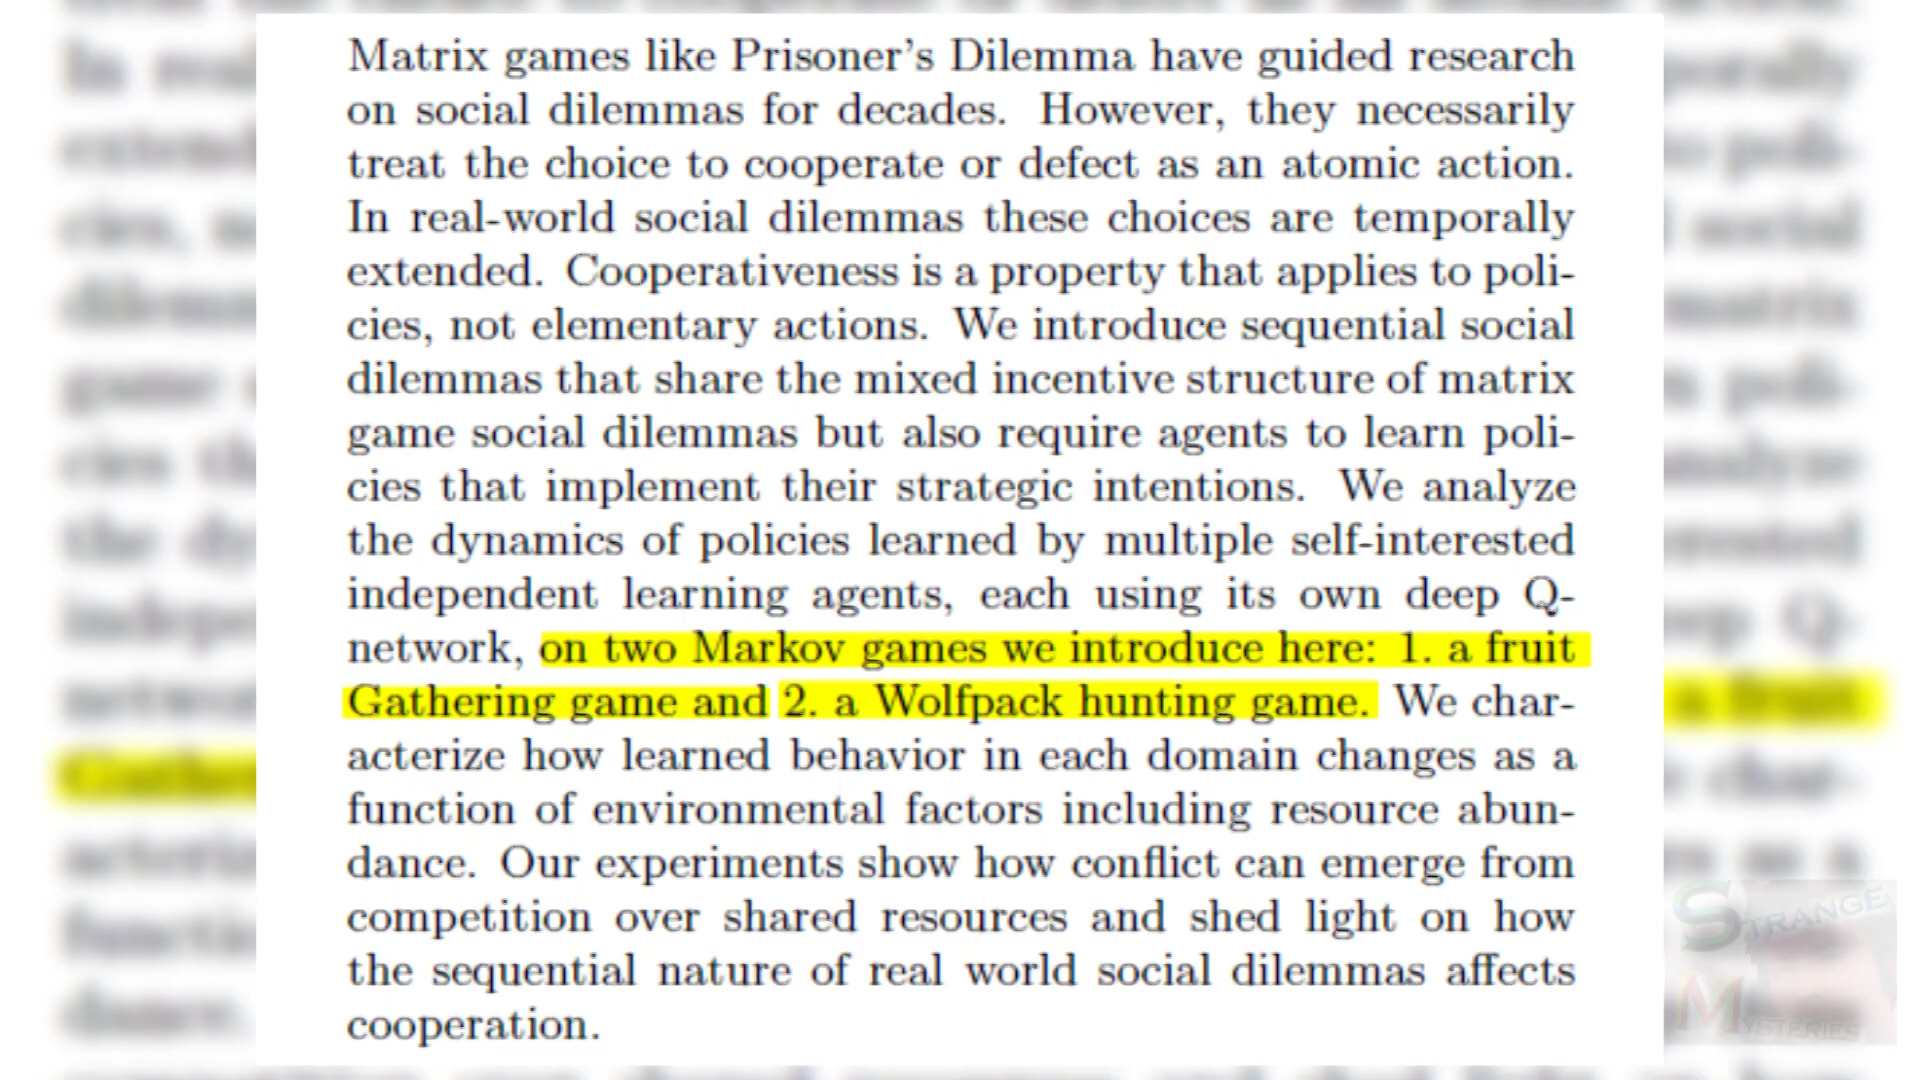 Matrix games like Prisoner's Dilemma have guided research
on social dilemmas for decades. However, they necessarily
treat the choice to cooperate or defect as an atomic action.
In real-world social dilemmas these choices are temporally
extended. Cooperativeness is a property that applies to poli-
cies, not elementary actions. We introduce sequential social
dilemmas that share the mixed incentive structure of matrix
game social dilemmas but also require agents to learn poli-
cies that implement their strategic intentions. We analyze
the dynamics of policies learned by multiple self-interested
independent learning agents, each using its own deep Q-
network, on two Markov games we introduce here: 1. a fruit
Gathering game and 2. a Wolfpack hunting game. We char-
acterize how learned behavior in each domain changes as a
function of environmental factors including resource abun-
dance. Our experiments show how conflict can emerge from
competition over shared resources and shed light on how
the sequential nature of real world social dilemmas affects
cooperation.
STRANGE
MYSTERIES